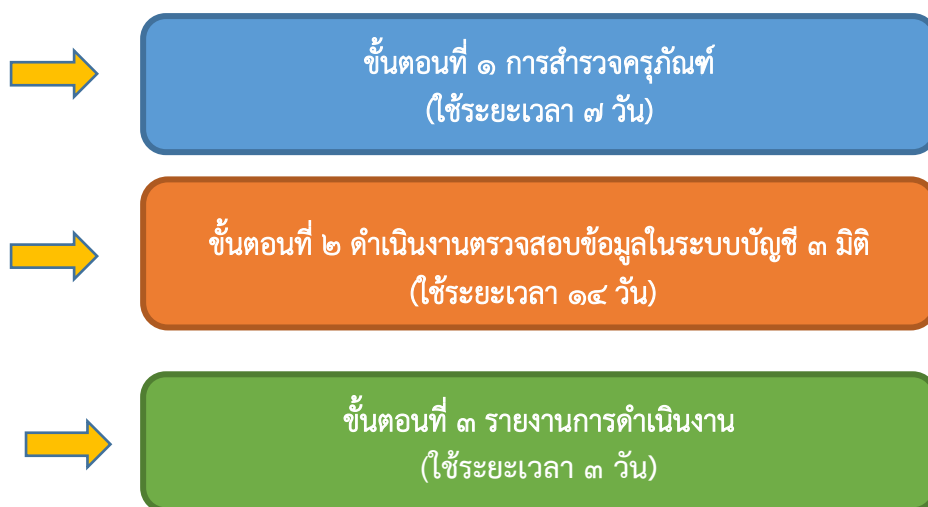 ขั้นตอนที่ ๑ การสำรวจครุภัณฑ์
(ใช้ระยะเวลา ๗ วัน)
ขั้นตอนที่ ๒ ดำเนินงานตรวจสอบข้อมูลในระบบบัญชี ๓ มิติ
(ใช้ระยะเวลา ๑๔ วัน)
ขั้นตอนที่ ๓ รายงานการดำเนินงาน
(ใช้ระยะเวลา ๓ วัน)